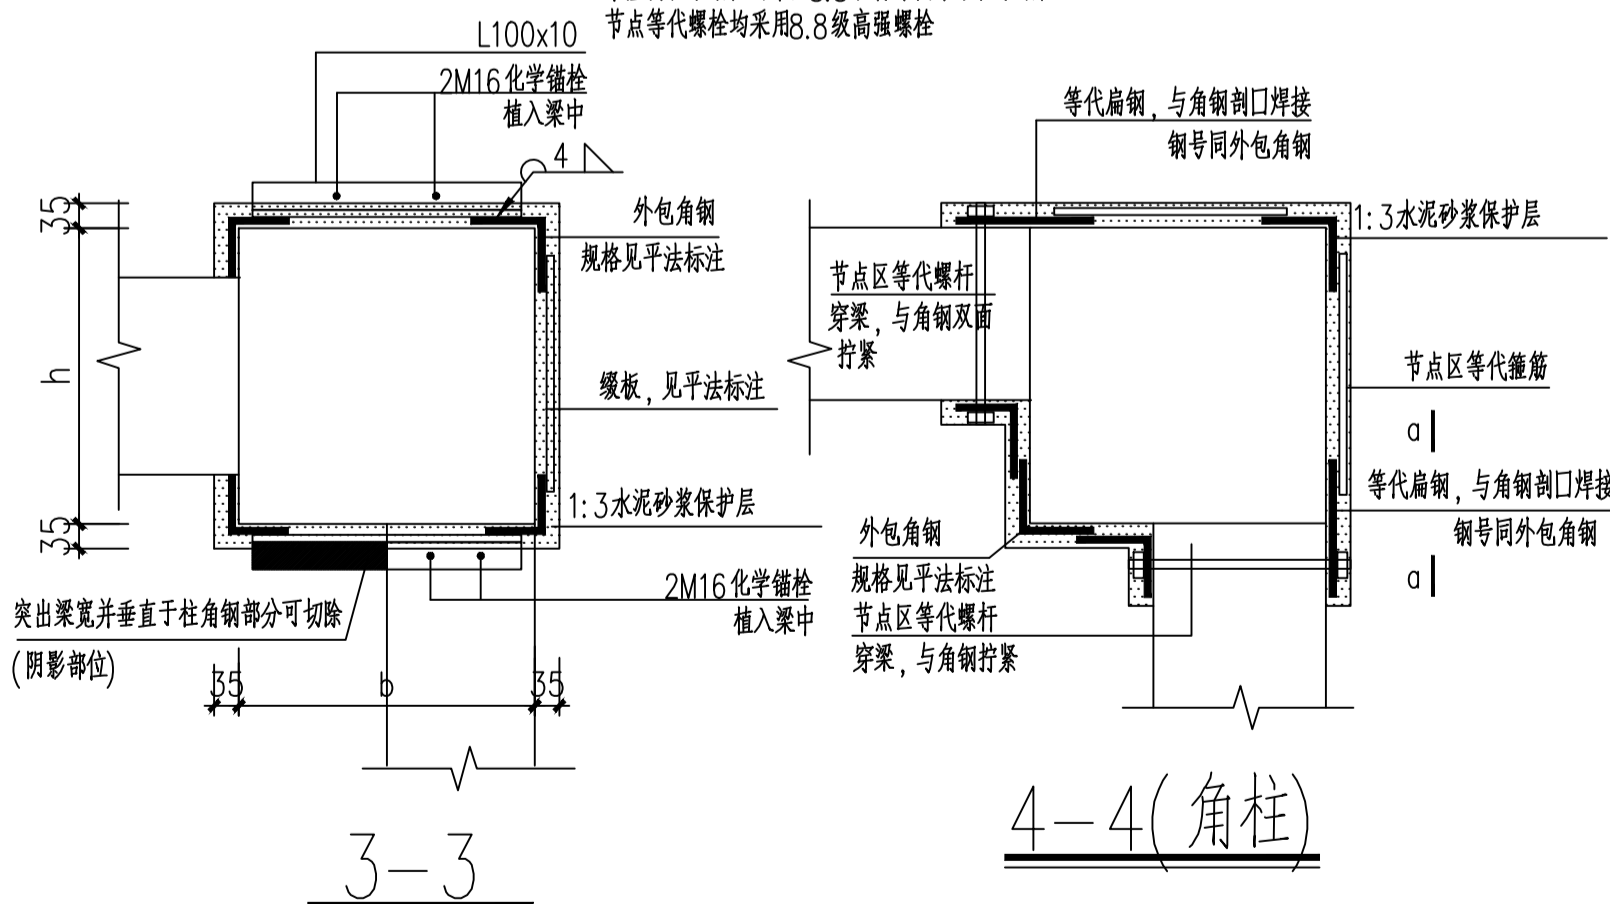 节点等代螺栓均采用8.8级高强螺栓
L100x10
2M16化学锚栓
植入梁中
4
外包角钢
规格见平法标注
缀板，见平法标注
1:3水泥砂浆保护层
2M16化学锚栓
植入梁中
突出梁宽并垂直于柱角钢部分可切除
(阴影部位)
35
h
35
35
b
35
3-3
等代扁钢，与角钢剖口焊接
钢号同外包角钢
1:3水泥砂浆保护层
节点区等代螺杆
穿梁，与角钢双面
拧紧
节点区等代箍筋
a
等代扁钢，与角钢剖口焊接
钢号同外包角钢
a
外包角钢
规格见平法标注
节点区等代螺杆
穿梁，与角钢拧紧
4-4(角柱)